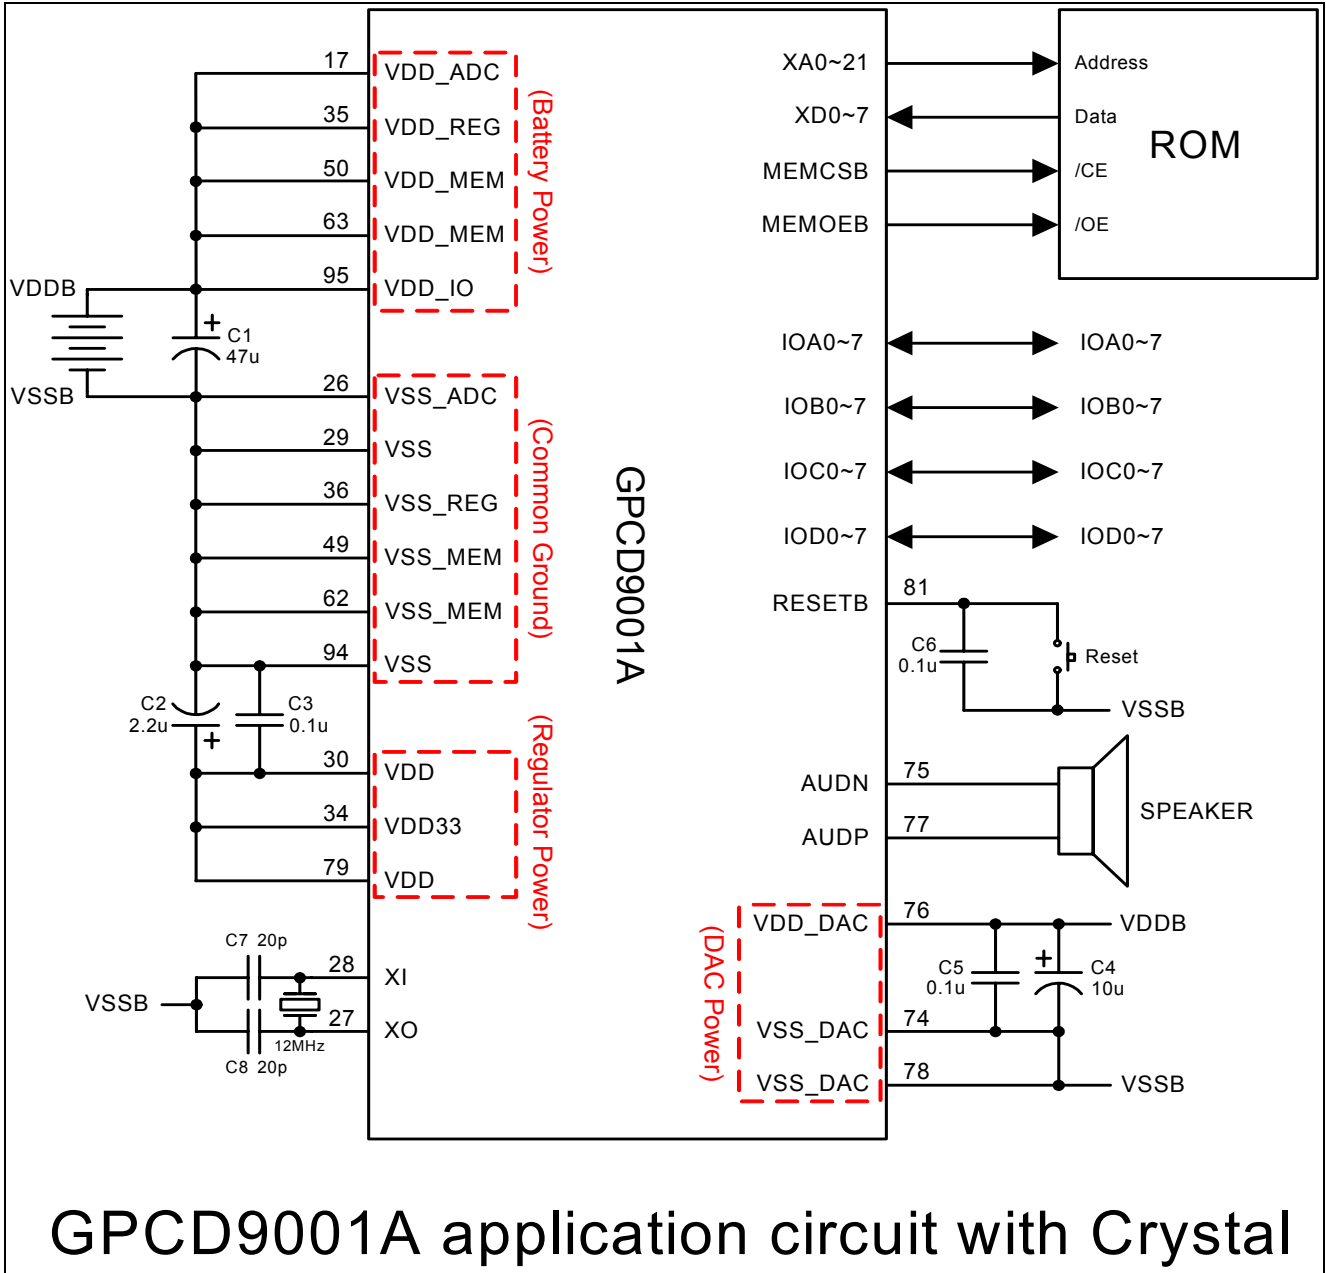 17
VDD_ADC
35
VDD_REG
50
VDD_MEM
63
VDD_MEM
95
VDD_IO
(Battery Power)
VDDB
VSSB
+
C1
47u
26
VSS_ADC
29
VSS
36
VSS_REG
49
VSS_MEM
62
VSS_MEM
94
VSS
(Common Ground)
C2
2.2u
+
C3
0.1u
30
VDD
34
VDD33
79
VDD
(Regulator Power)
C7 20p
VSSB
28
XI
27
XO
12MHz
C8 20p
GPCD9001A
XA0~21
Address
XD0~7
Data
MEMCSB
/CE
MEMOEB
/OE
ROM
IOA0~7
IOA0~7
IOB0~7
IOB0~7
IOC0~7
IOC0~7
IOD0~7
IOD0~7
RESETB
81
C6
0.1u
Reset
VSSB
AUDN
75
AUDP
77
SPEAKER
(DAC Power)
VDD_DAC
76
VDDB
C5
0.1u
+
C4
10u
VSS_DAC
74
VSS_DAC
78
VSSB
GPCD9001A application circuit with Crystal